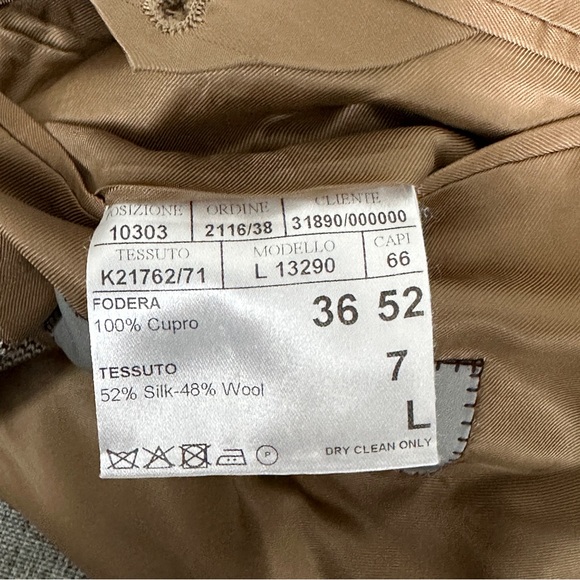 POSIZIONE ORDINE CLIENTE
10303 2116/38 31890/000000
TESSUTO MODELLO CAPI
K21762/71 L 13290 66
FODERA 36 52
100% Cupro
7
TESSUTO
52% Silk-48% Wool
L
P
DRY CLEAN ONLY